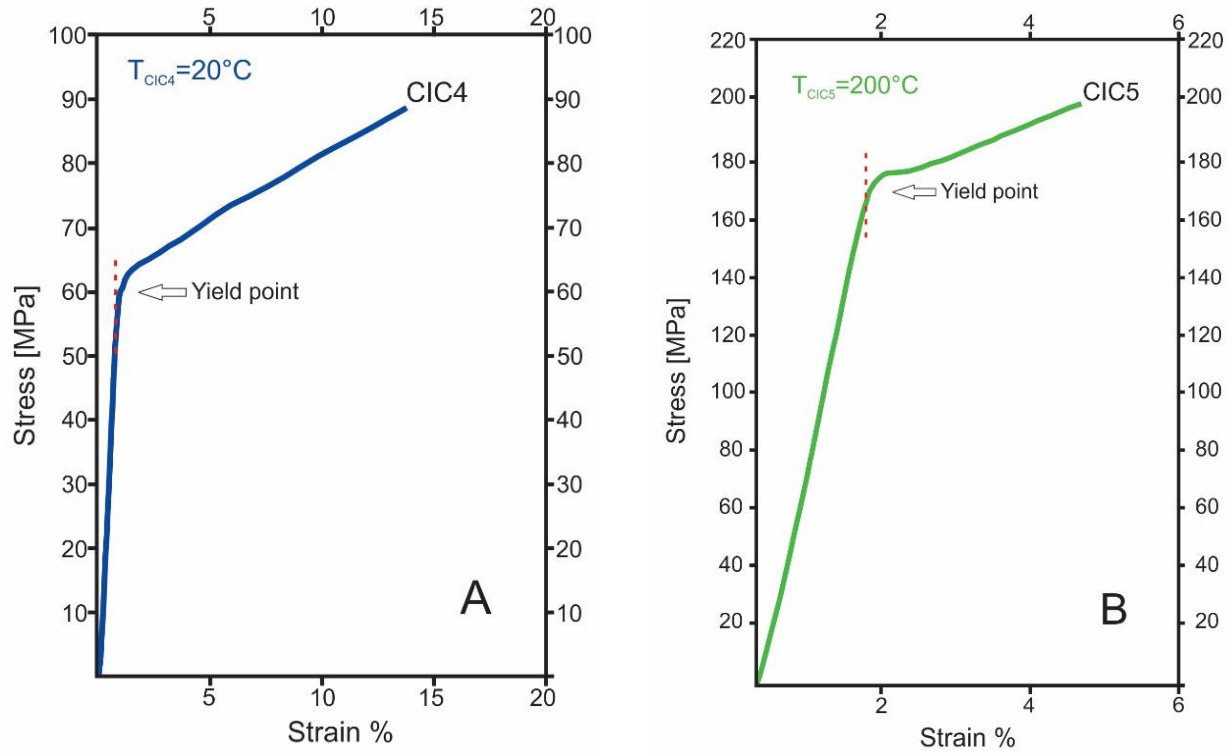 5 10 15 20
100 100
T_CIC4=20°C
CIC4
90 90
80 80
70 70
60 60
Yield point
50 50
40 40
30 30
20 20
10 10
A
5 10 15 20
Strain %
Stress [MPa]
2 4 6
220 220
T_CIC5=200°C
CIC5
200 200
180 180
Yield point
160 160
140 140
120 120
100 100
80 80
60 60
40 40
20 20
B
2 4 6
Strain %
Stress [MPa]